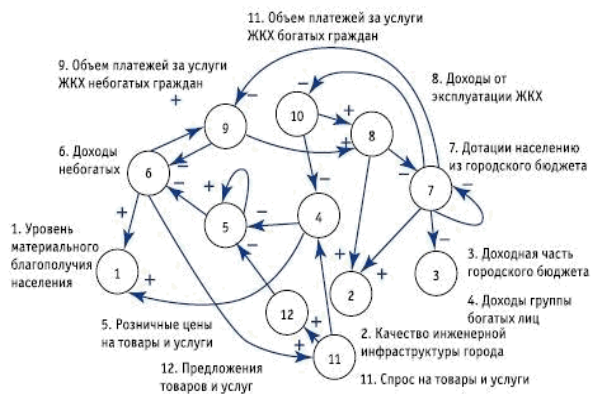 11. Объем платежей за услуги
ЖКХ богатых граждан
9. Объем платежей за услуги
ЖКХ небогатых граждан
8. Доходы от
эксплуатации ЖКХ
+
−
−
10
+
+
9
8
7. Дотации населению
из городского бюджета
6. Доходы
небогатых
+
−
6
−
+
−
−
7
−
+
5
−
−
4
−
1. Уровень
материального
благополучия
населения
1
+
−
+
+
2
3
3. Доходная часть
городского бюджета
4. Доходы группы
богатых лиц
12
5. Розничные цены
на товары и услуги
+
+
+
11
2. Качество инженерной
инфраструктуры города
12. Предложения
товаров и услуг
11. Спрос на товары и услуги